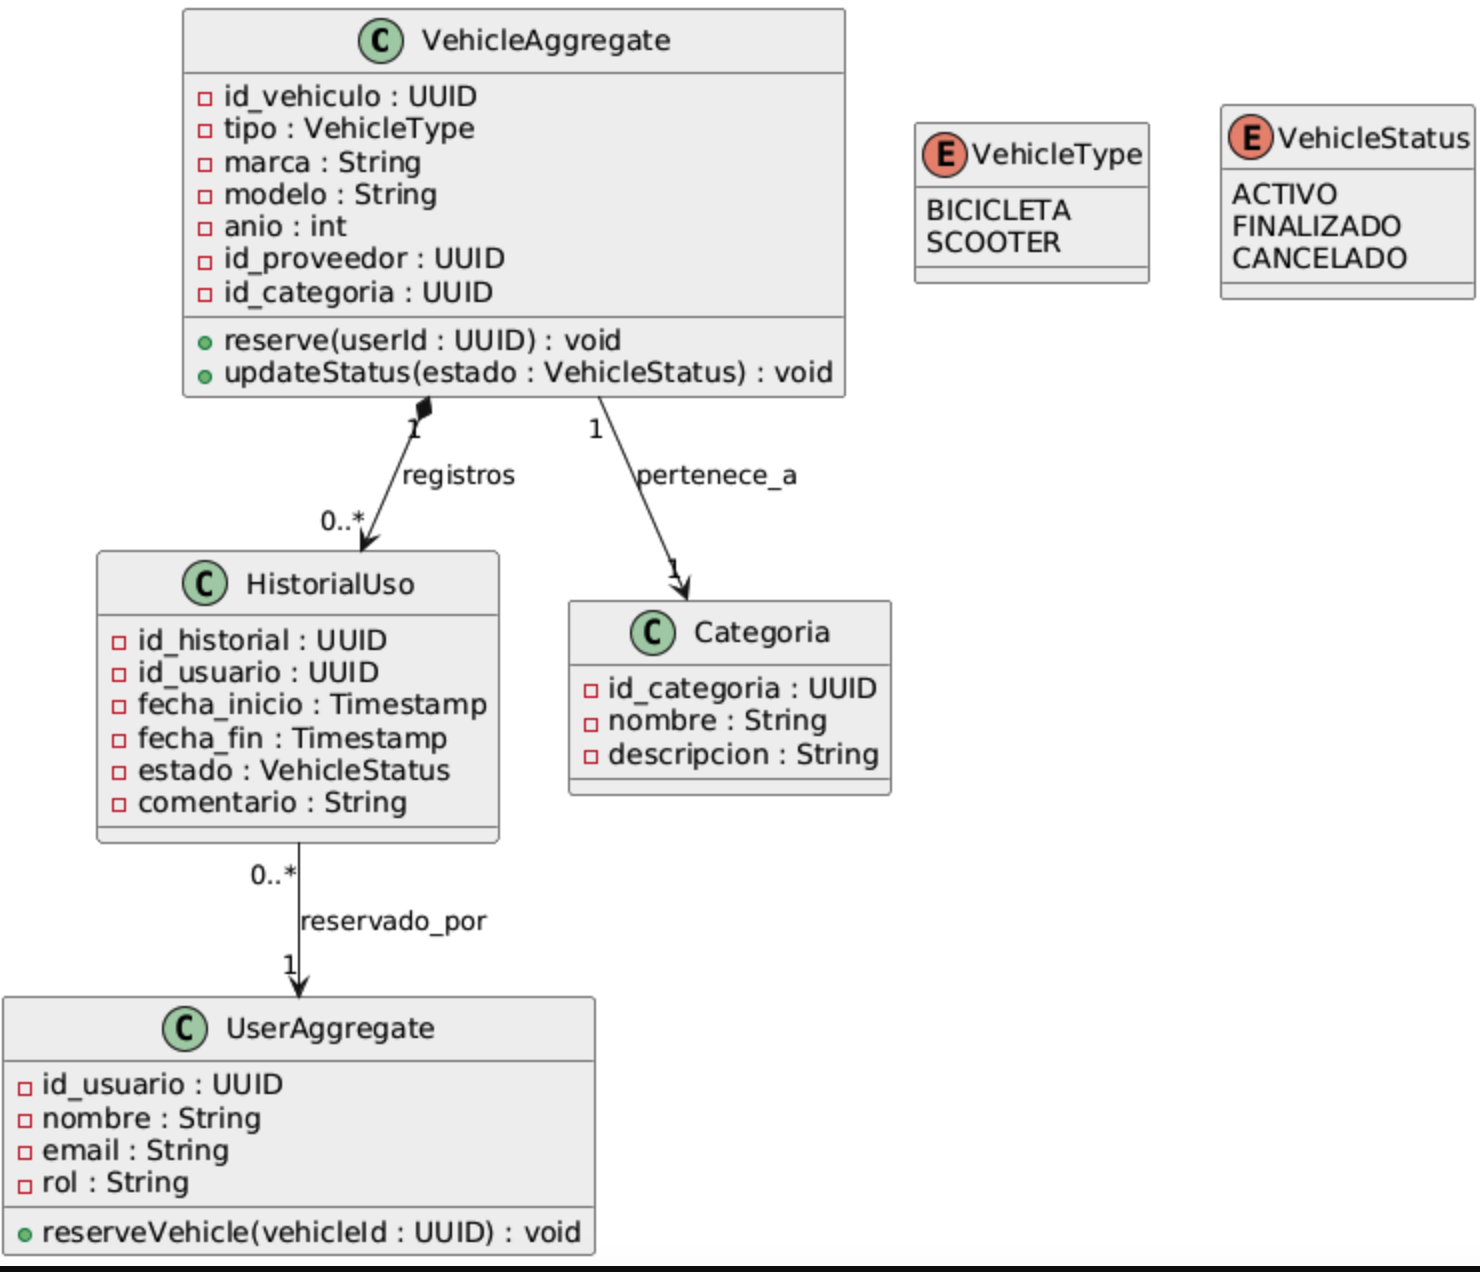 C VehicleAggregate
id_vehiculo : UUID
tipo : VehicleType
marca : String
modelo : String
anio : int
id_proveedor : UUID
id_categoria : UUID
reserve(userId : UUID) : void
updateStatus(estado : VehicleStatus) : void
E VehicleType
BICICLETA
SCOOTER
E VehicleStatus
ACTIVO
FINALIZADO
CANCELADO
1
registros
0..*
1
pertenece_a
1
C HistorialUso
id_historial : UUID
id_usuario : UUID
fecha_inicio : Timestamp
fecha_fin : Timestamp
estado : VehicleStatus
comentario : String
C Categoria
id_categoria : UUID
nombre : String
descripcion : String
0..*
reservado_por
1
C UserAggregate
id_usuario : UUID
nombre : String
email : String
rol : String
reserveVehicle(vehicleId : UUID) : void